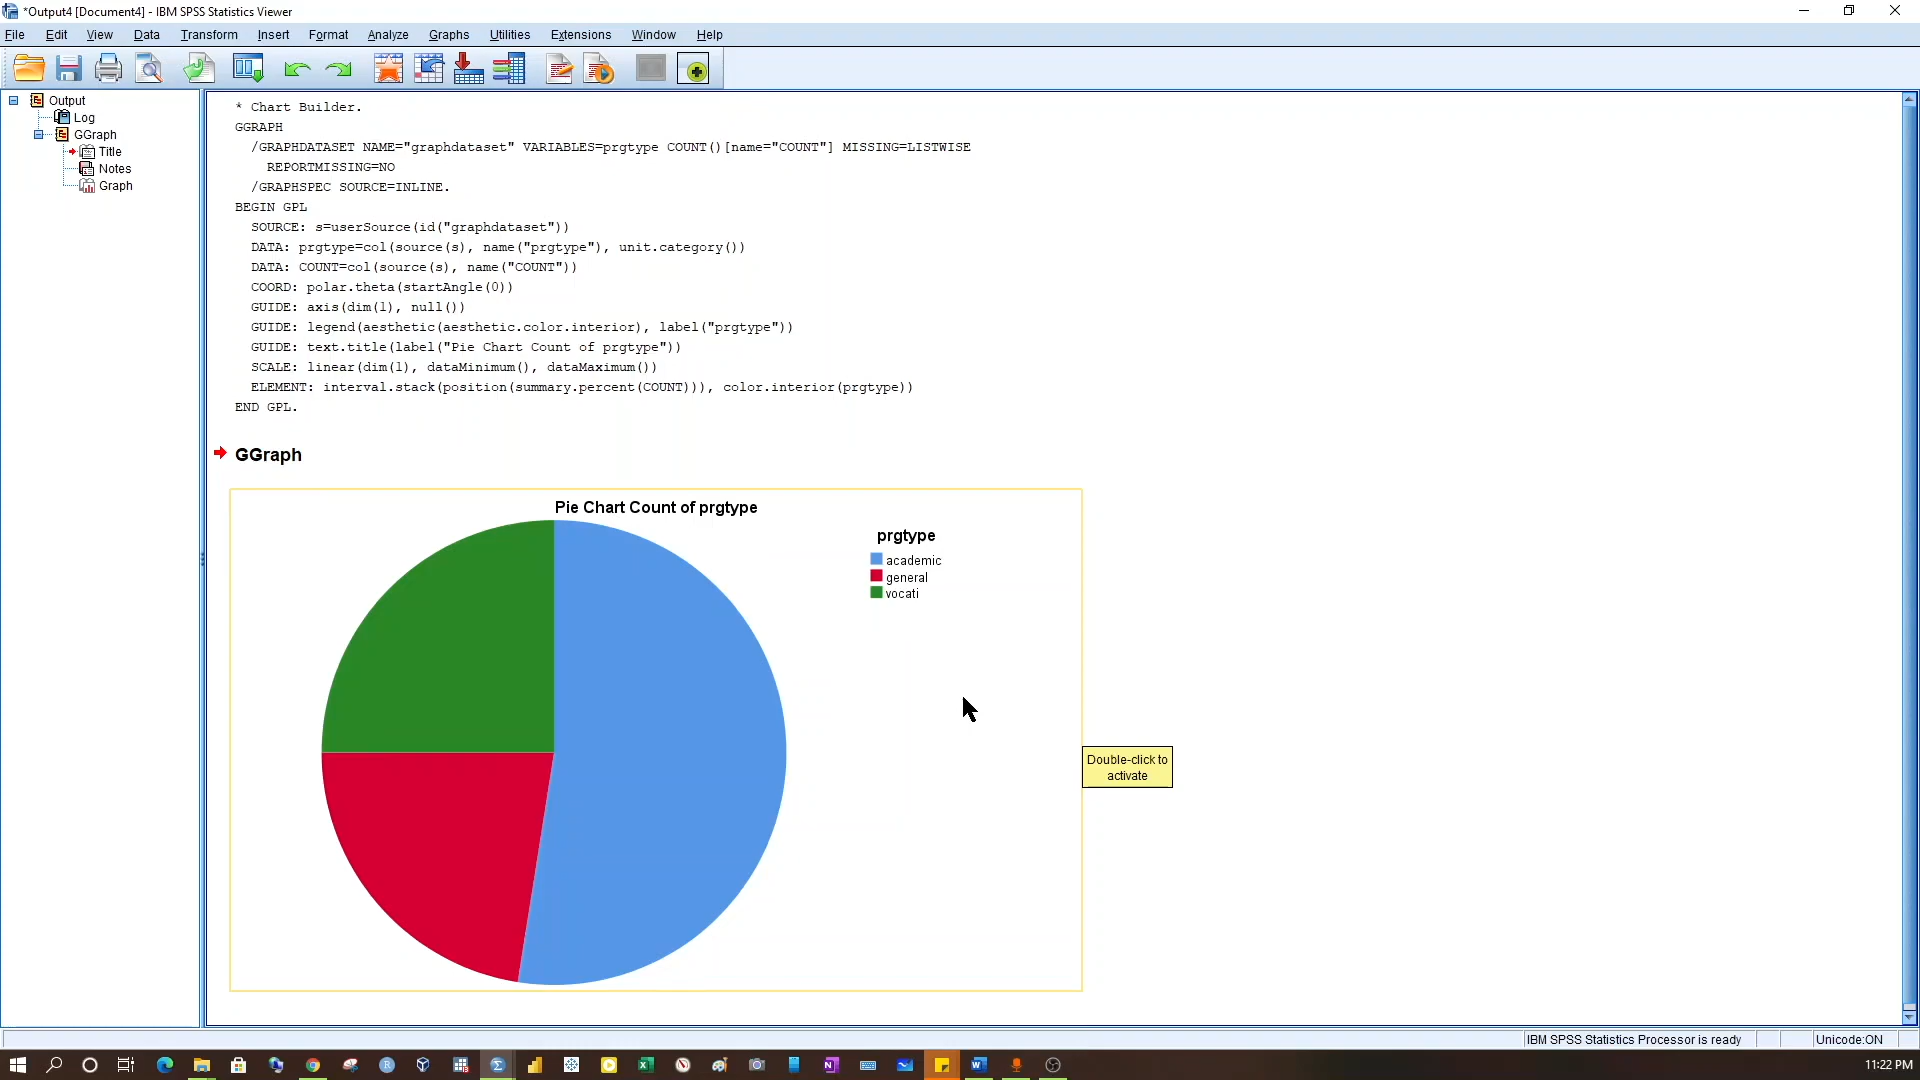 *Output4 [Document4] - IBM SPSS Statistics Viewer
File Edit View Data Transform Insert Format Analyze Graphs Utilities Extensions Window Help
Output
Log
GGraph
Title
Notes
Graph
* Chart Builder.
GGRAPH
/GRAPHDATASET NAME="graphdataset" VARIABLES=prgtype COUNT()[name="COUNT"] MISSING=LISTWISE
REPORTMISSING=NO
/GRAPHSPEC SOURCE=INLINE.
BEGIN GPL
SOURCE: s=userSource(id("graphdataset"))
DATA: prgtype=col(source(s), name("prgtype"), unit.category())
DATA: COUNT=col(source(s), name("COUNT"))
COORD: polar.theta(startAngle(0))
GUIDE: axis(dim(1), null())
GUIDE: legend(aesthetic(aesthetic.color.interior), label("prgtype"))
GUIDE: text.title(label("Pie Chart Count of prgtype"))
SCALE: linear(dim(1), dataMinimum(), dataMaximum())
ELEMENT: interval.stack(position(summary.percent(COUNT))), color.interior(prgtype))
END GPL.
GGraph
Pie Chart Count of prgtype
prgtype
academic
general
vocati
Double-click to
activate
IBM SPSS Statistics Processor is ready
Unicode:ON
11:22 PM